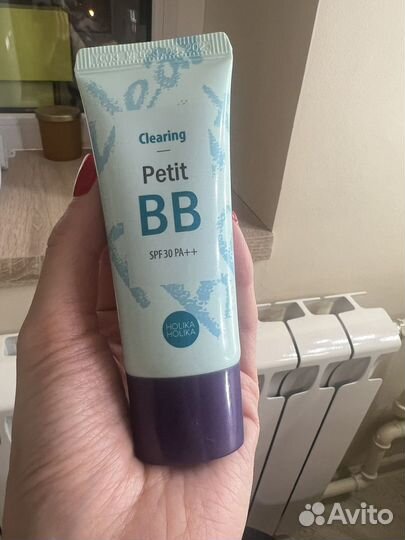 Clearing
Petit
BB
SPF30 PA++
HOLIKA
HOLIKA
Avito